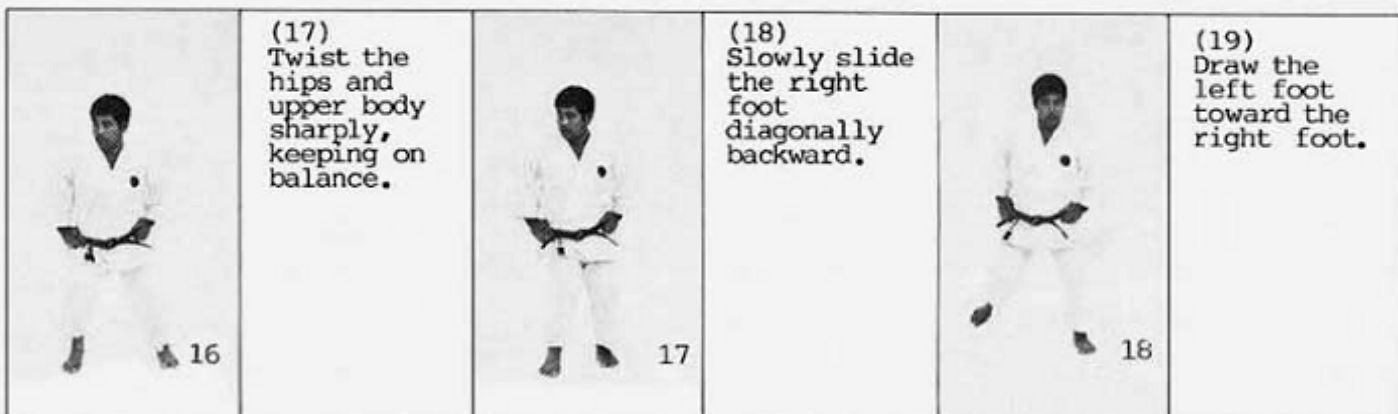 16
(17)
Twist the
hips and
upper body
sharply,
keeping on
balance.
17
(18)
Slowly slide
the right
foot
diagonally
backward.
18
(19)
Draw the
left foot
toward the
right foot.